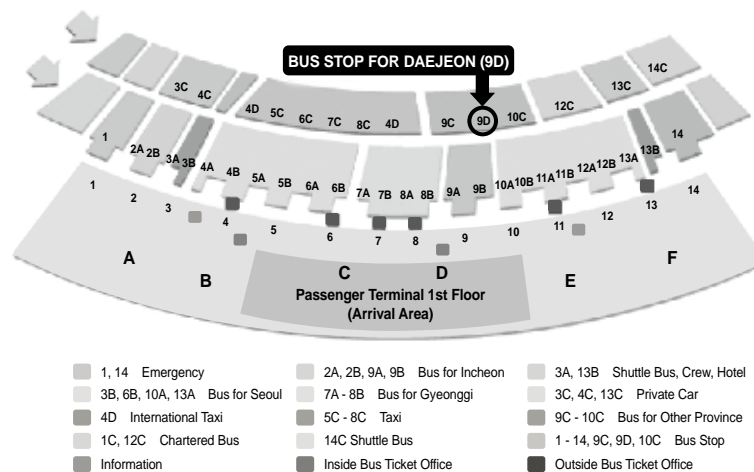 BUS STOP FOR DAEJEON (9D)
3C 4C 4D 5C 6C 7C 8C 4D 9C 9D 10C 12C 13C 14C
1 2A 2B 3A 3B 4A 4B 5A 5B 6A 6B 7A 7B 8A 8B 9A 9B 10A 10B 11A 11B 12A 12B 13A 13B 14
1 2 3 4 5 6 7 8 9 10 11 12 13 14
A B C D E F
Passenger Terminal 1st Floor
(Arrival Area)
1, 14 Emergency
2A, 2B, 9A, 9B Bus for Incheon
3A, 13B Shuttle Bus, Crew, Hotel
3B, 6B, 10A, 13A Bus for Seoul
7A - 8B Bus for Gyeonggi
3C, 4C, 13C Private Car
4D International Taxi
5C - 8C Taxi
9C - 10C Bus for Other Province
1C, 12C Chartered Bus
14C Shuttle Bus
1 - 14, 9C, 9D, 10C Bus Stop
Information
Inside Bus Ticket Office
Outside Bus Ticket Office